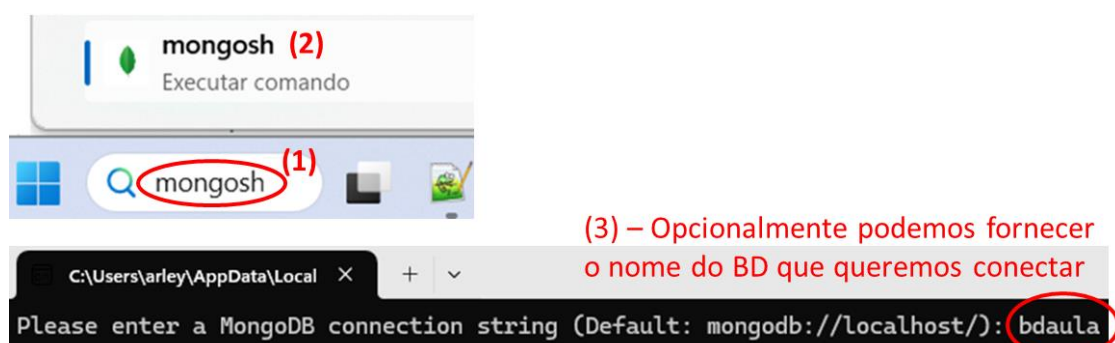 mongosh (2)
Executar comando
mongosh (1)
(3) – Opcionalmente podemos fornecer
o nome do BD que queremos conectar
C:\Users\arley\AppData\Local
Please enter a MongoDB connection string (Default: mongodb://localhost/): bdaula